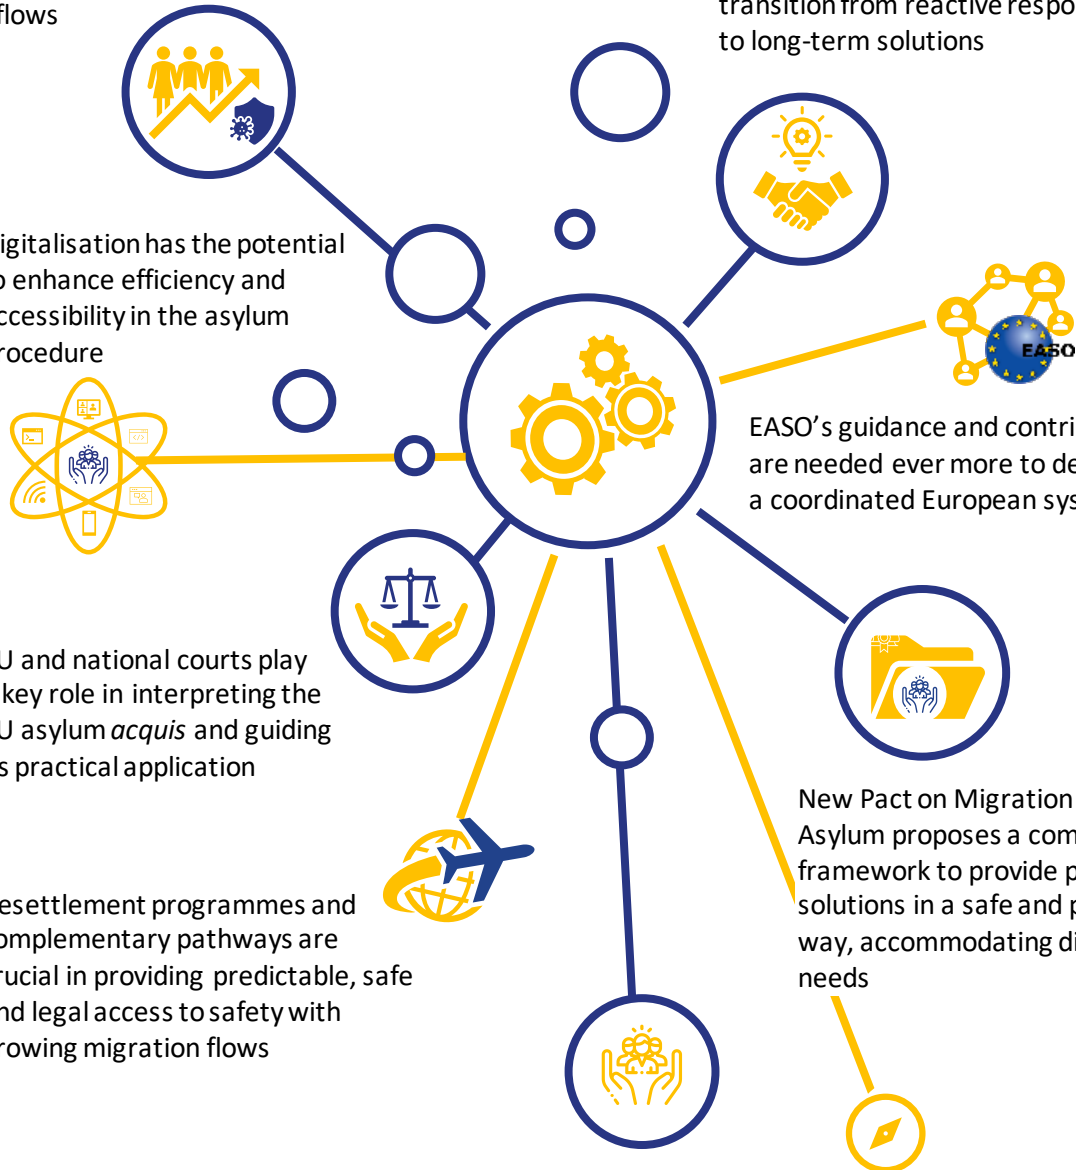 flows
transition from reactive respo
to long-term solutions
igitalisation has the potential
o enhance efficiency and
ccessibility in the asylum
rocedure
EASO
EASO's guidance and contri
are needed ever more to de
a coordinated European sys
U and national courts play
key role in interpreting the
U asylum acquis and guiding
s practical application
New Pact on Migration
Asylum proposes a com
framework to provide p
solutions in a safe and p
way, accommodating di
needs
esettlement programmes and
omplementary pathways are
rucial in providing predictable, safe
nd legal access to safety with
rowing migration flows